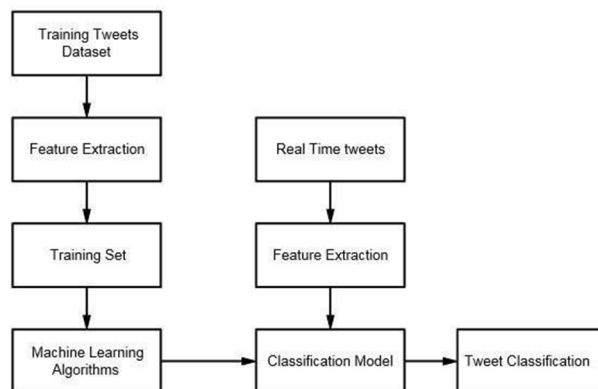 Training Tweets
Dataset
Feature Extraction
Real Time tweets
Training Set
Feature Extraction
Machine Learning
Algorithms
Classification Model
Tweet Classification